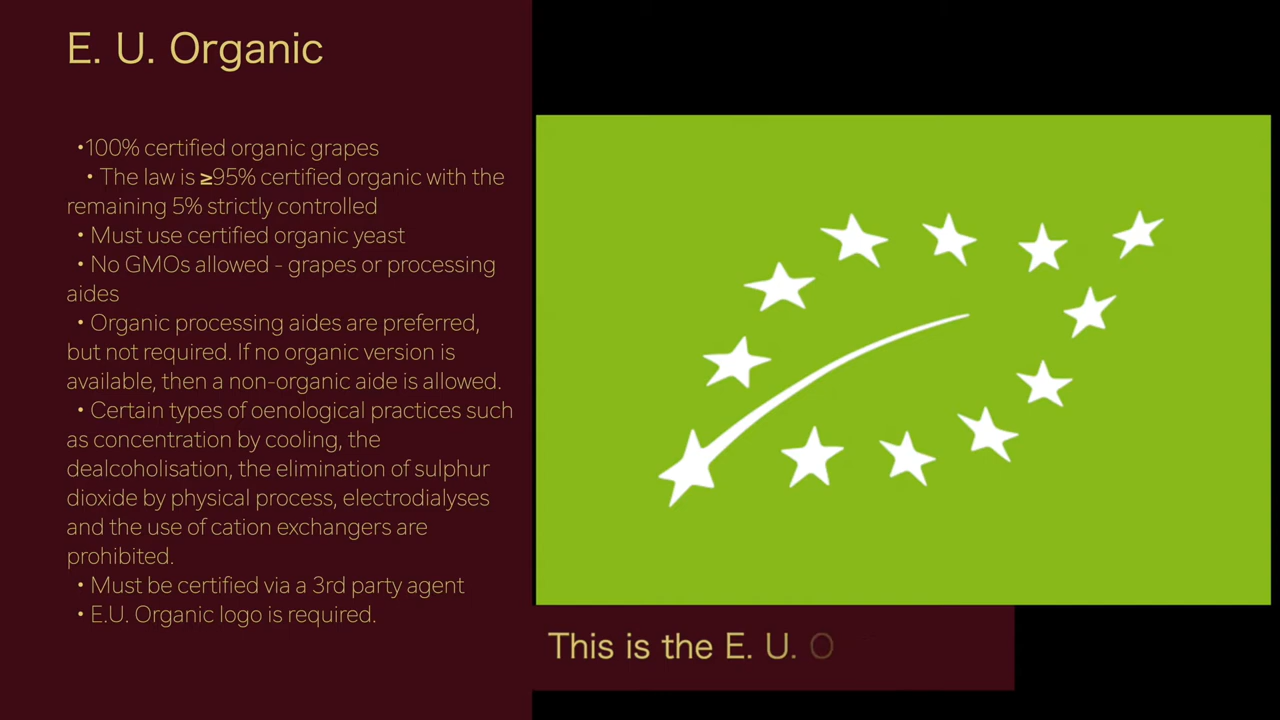 E. U. Organic
•100% certified organic grapes
• The law is ≥95% certified organic with the
remaining 5% strictly controlled
• Must use certified organic yeast
• No GMOs allowed - grapes or processing
aides
• Organic processing aides are preferred,
but not required. If no organic version is
available, then a non-organic aide is allowed.
• Certain types of oenological practices such
as concentration by cooling, the
dealcoholisation, the elimination of sulphur
dioxide by physical process, electrodialyses
and the use of cation exchangers are
prohibited.
• Must be certified via a 3rd party agent
• E.U. Organic logo is required.
This is the E. U. O